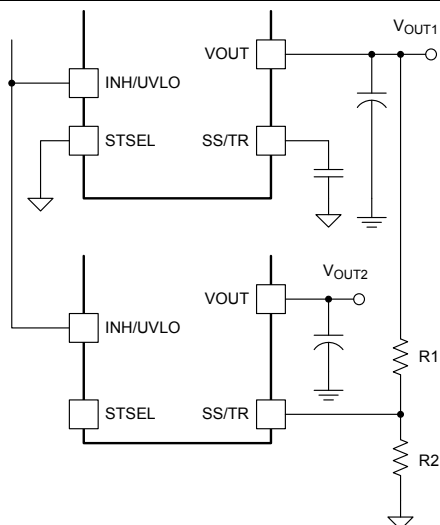 VOUT1
VOUT
INH/UVLO
STSEL
SS/TR
VOUT2
VOUT
INH/UVLO
R1
STSEL
SS/TR
R2